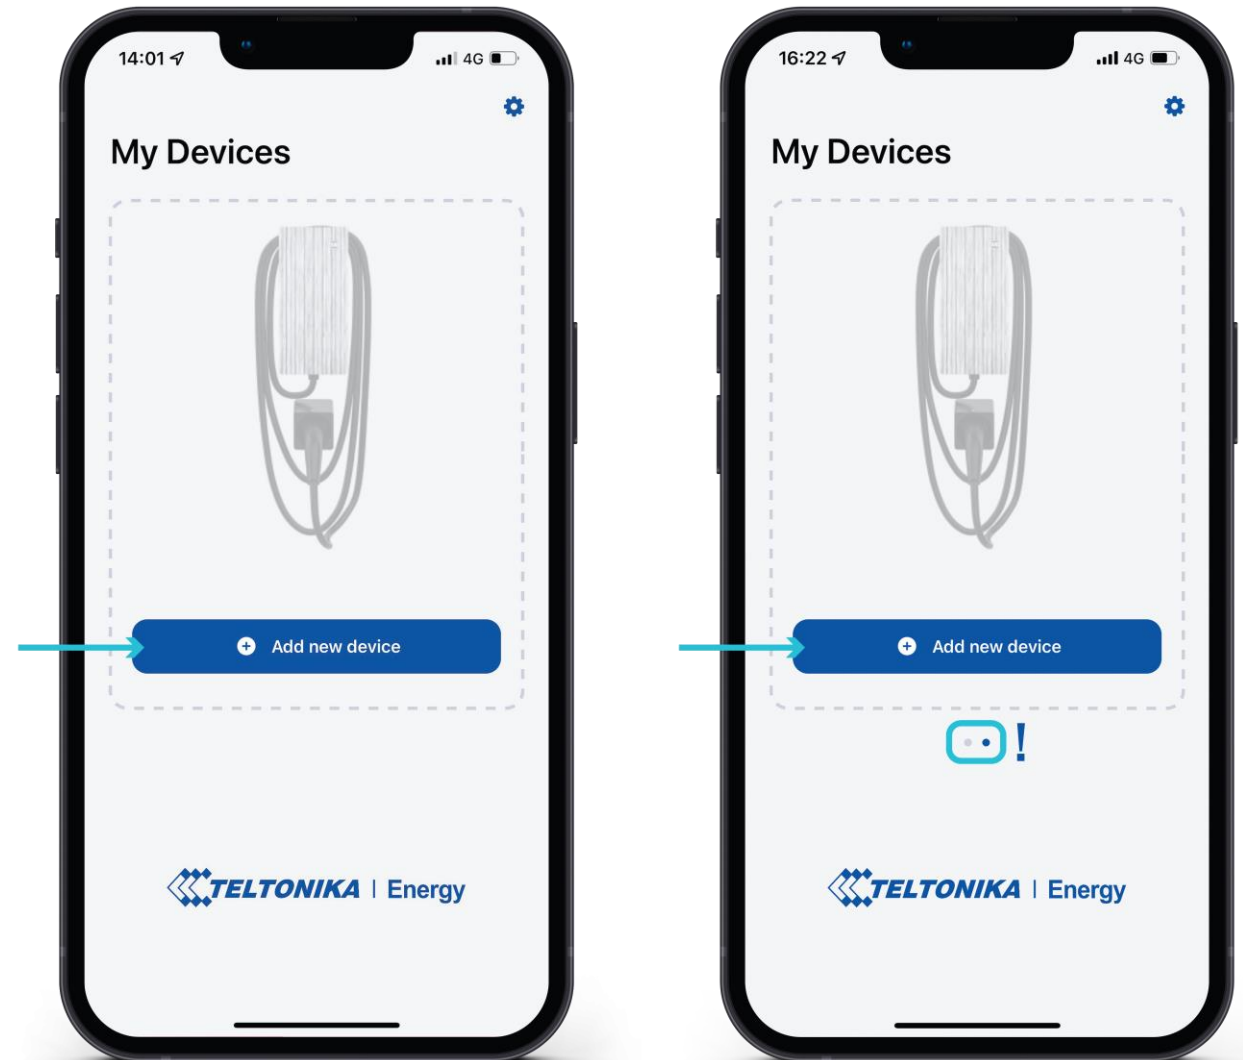 14:01
4G
My Devices
Add new device
TELTONIKA | Energy
16:22
4G
My Devices
Add new device
!
TELTONIKA | Energy